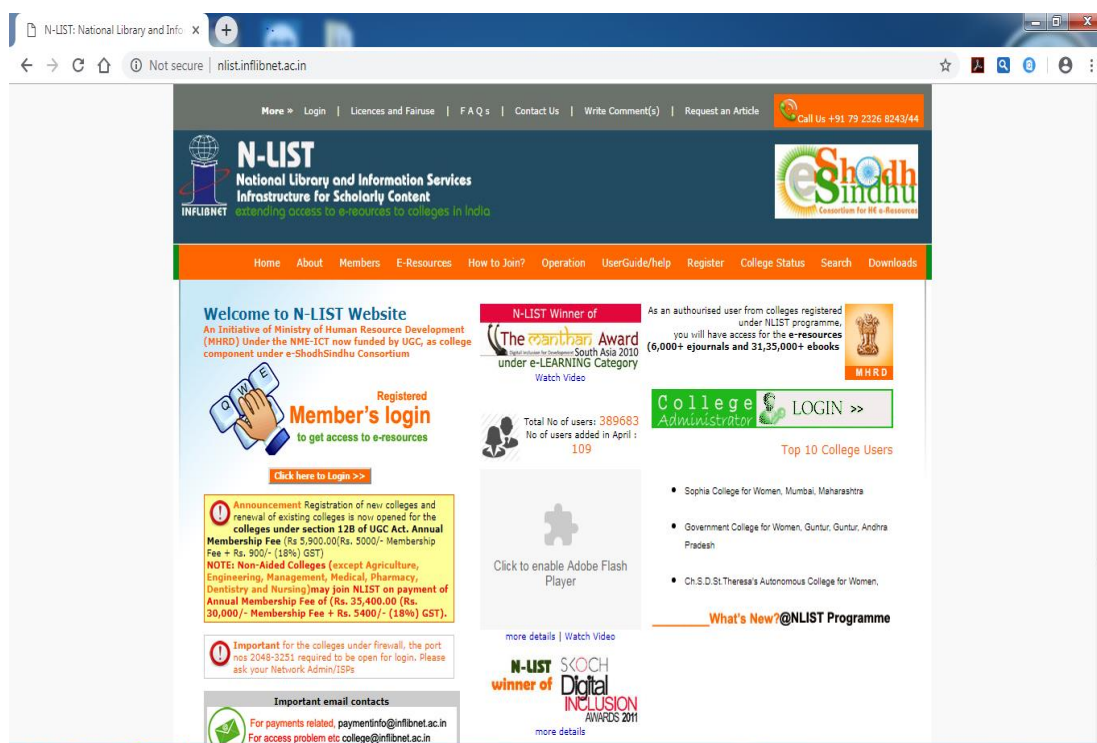 N-LIST: National Library and Info
Not secure | nlist.inflibnet.ac.in
More » Login | Licences and Fairuse | F A Q s | Contact Us | Write Comment(s) | Request an Article
Call Us +91 79 2326 8243/44
N-LIST
National Library and Information Services
Infrastructure for Scholarly Content
extending access to e-reources to colleges in India
INFLIBNET
e Shodh
Sindhu
Consortium for HE e-Resources
Home About Members E-Resources How to Join? Operation UserGuide/help Register College Status Search Downloads
Welcome to N-LIST Website
An Initiative of Ministry of Human Resource Development
(MHRD) Under the NME-ICT now funded by UGC, as college
component under e-ShodhSindhu Consortium
Q W E
Registered
Member's login
to get access to e-resources
Click here to Login >>
Announcement Registration of new colleges and
renewal of existing colleges is now opened for the
colleges under section 12B of UGC Act. Annual
Membership Fee (Rs 5,900.00(Rs. 5000/- Membership
Fee + Rs. 900/- (18%) GST)
NOTE: Non-Aided Colleges (except Agriculture,
Engineering, Management, Medical, Pharmacy,
Dentistry and Nursing)may join NLIST on payment of
Annual Membership Fee of (Rs. 35,400.00 (Rs.
30,000/- Membership Fee + Rs. 5400/- (18%) GST).
Important for the colleges under firewall, the port
nos 2048-3251 required to be open for login. Please
ask your Network Admin/ISPs
Important email contacts
For payments related, paymentinfo@inflibnet.ac.in
For access problem etc college@inflibnet.ac.in
N-LIST Winner of
The manthan Award
Digital Inclusion for Development South Asia 2010
under e-LEARNING Category
Watch Video
Total No of users: 389683
No of users added in April :
109
Click to enable Adobe Flash
Player
more details | Watch Video
N-LIST SKOCH
winner of Digital
INCLUSION
AWARDS 2011
more details
As an authourised user from colleges registered
under NLIST programme,
you will have access for the e-resources
(6,000+ ejournals and 31,35,000+ ebooks
MHRD
College
Administrator LOGIN >>
Top 10 College Users
Sophia College for Women, Mumbai, Maharashtra
Government College for Women, Guntur, Guntur, Andhra
Pradesh
Ch.S.D.St.Theresa's Autonomous College for Women,
What's New?@NLIST Programme